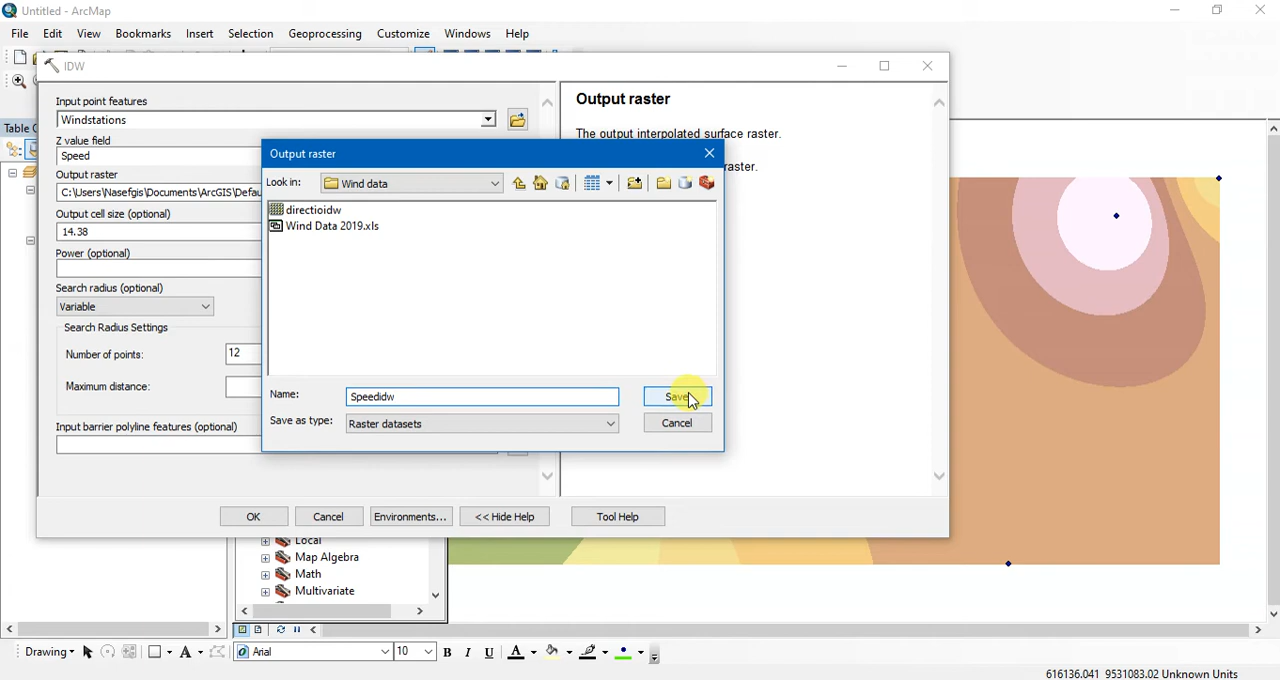 Untitled - ArcMap
File Edit View Bookmarks Insert Selection Geoprocessing Customize Windows Help
IDW
Table
Input point features
Windstations
Z value field
Speed
Output raster
C:\Users\Nasefgis\Documents\ArcGIS\Defau
Output cell size (optional)
14.38
Power (optional)
Search radius (optional)
Variable
Search Radius Settings
Number of points:
12
Maximum distance:
Input barrier polyline features (optional)
Output raster
The output interpolated surface raster.
raster.
Output raster
Look in:
Wind data
directioidw
Wind Data 2019.xls
Name:
Speedidw
Save
Save as type:
Raster datasets
Cancel
OK
Cancel
Environments...
<< Hide Help
Tool Help
Local
Map Algebra
Math
Multivariate
Drawing
A
Arial
10
B I U A
616136.041 9531083.02 Unknown Units